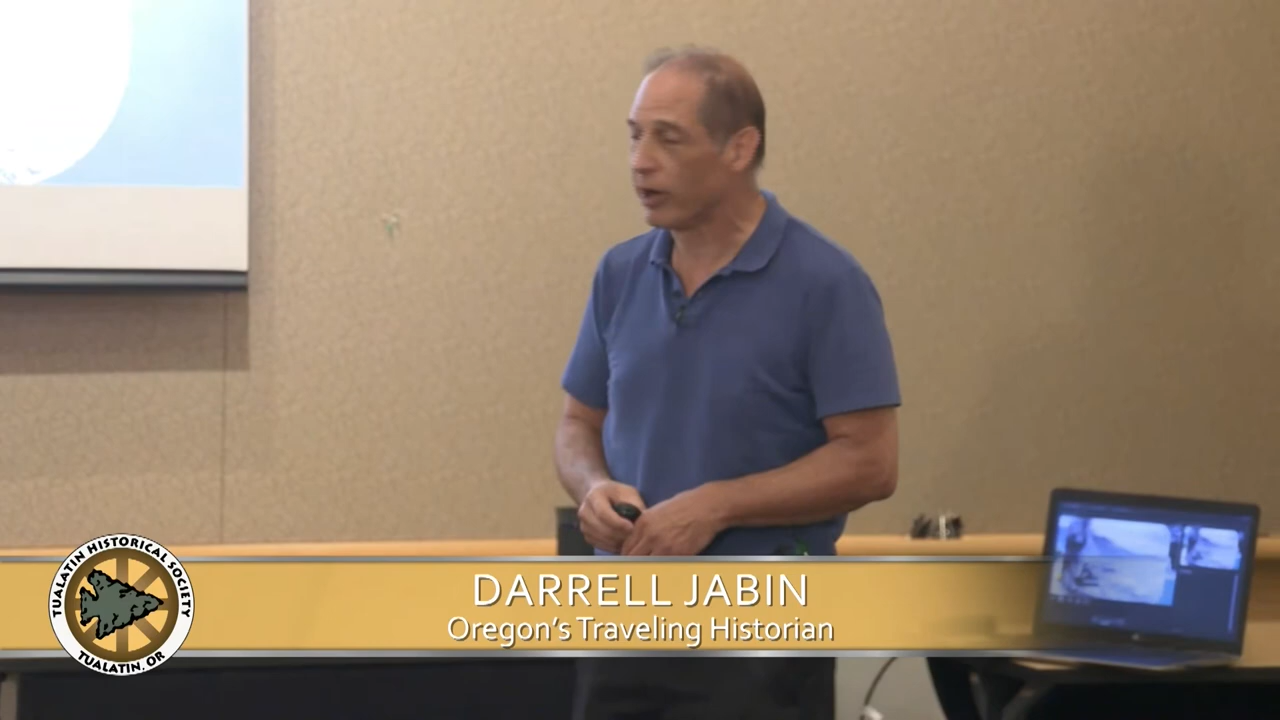 DARRELL JABIN
Oregon's Traveling Historian
TUALATIN HISTORICAL SOCIETY
TUALATIN, OR